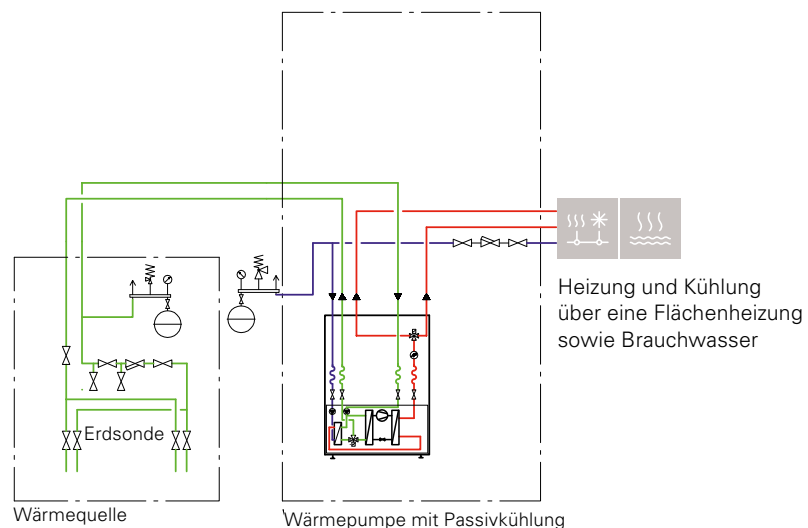 Heizung und Kühlung
über eine Flächenheizung
sowie Brauchwasser
Erdsonde
Wärmequelle
Wärmepumpe mit Passivkühlung